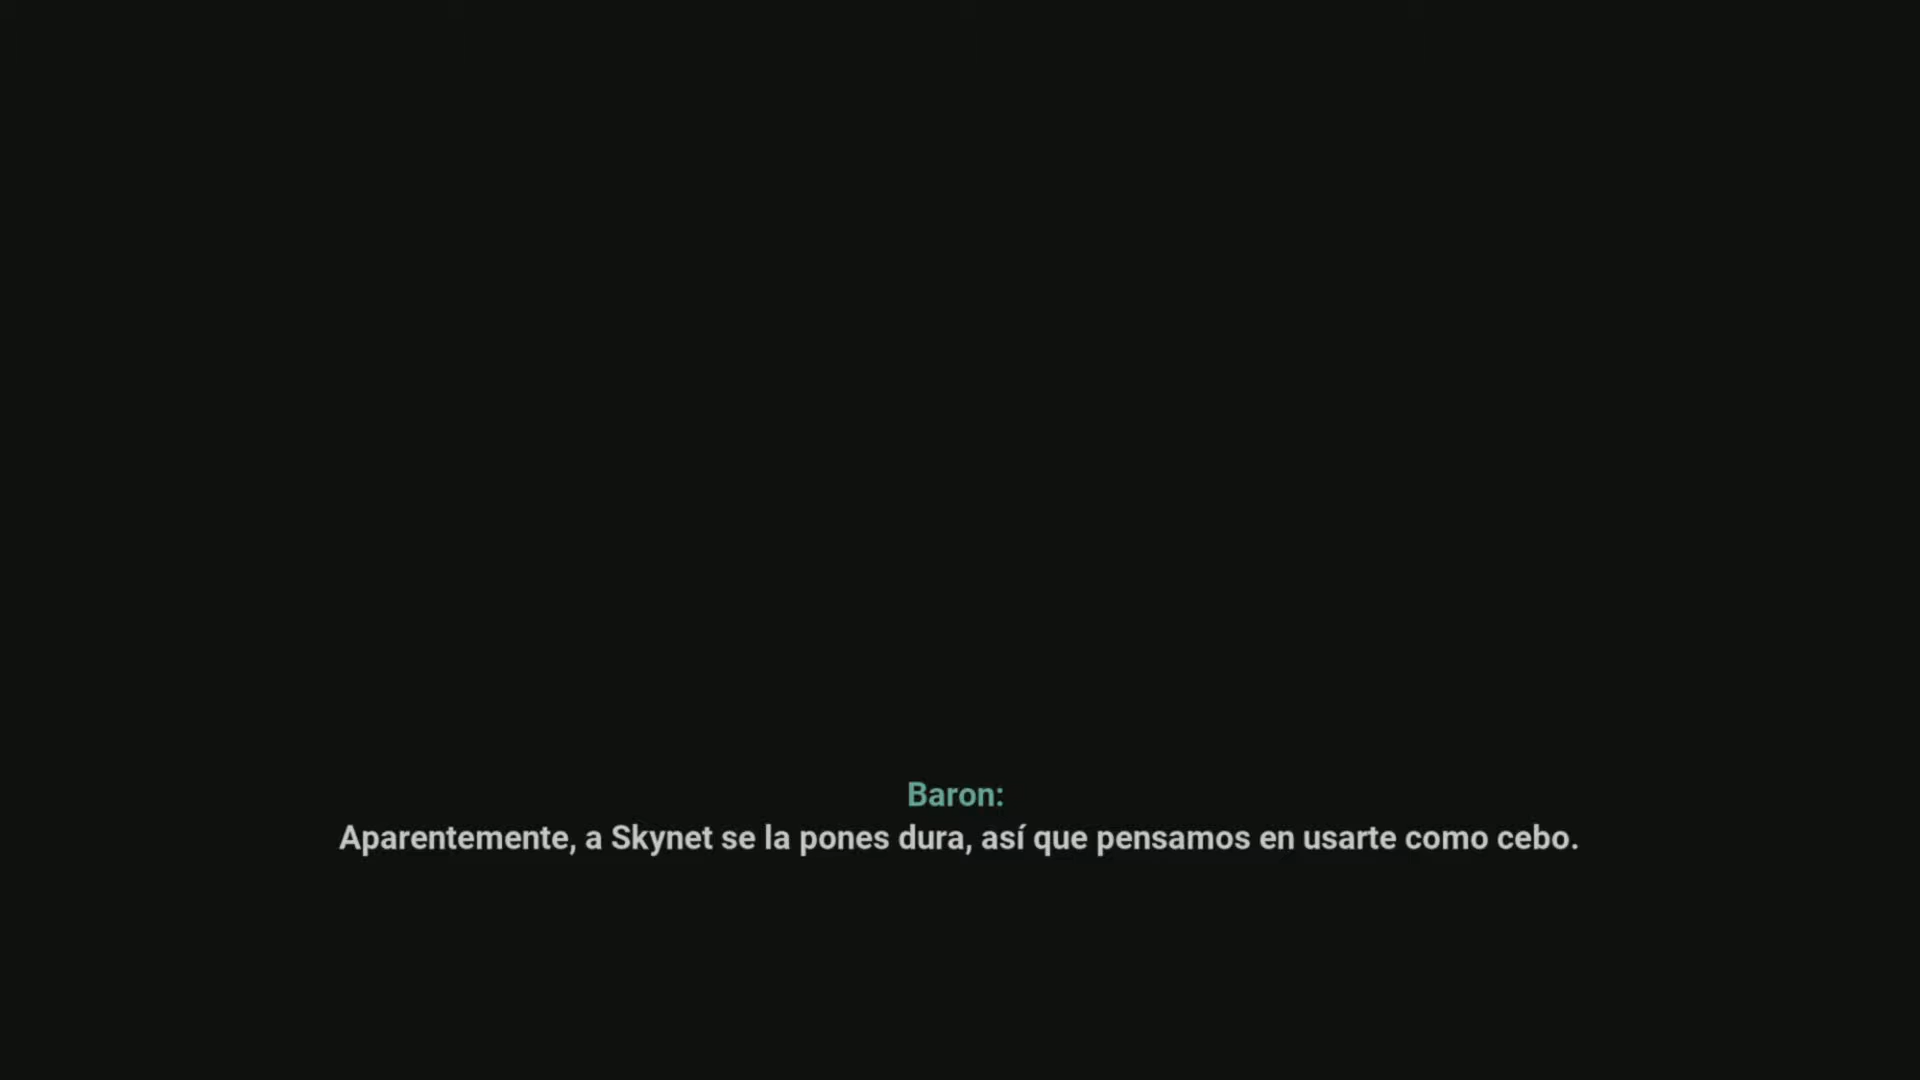 Baron:
Aparentemente, a Skynet se la pones dura, así que pensamos en usarte como cebo.